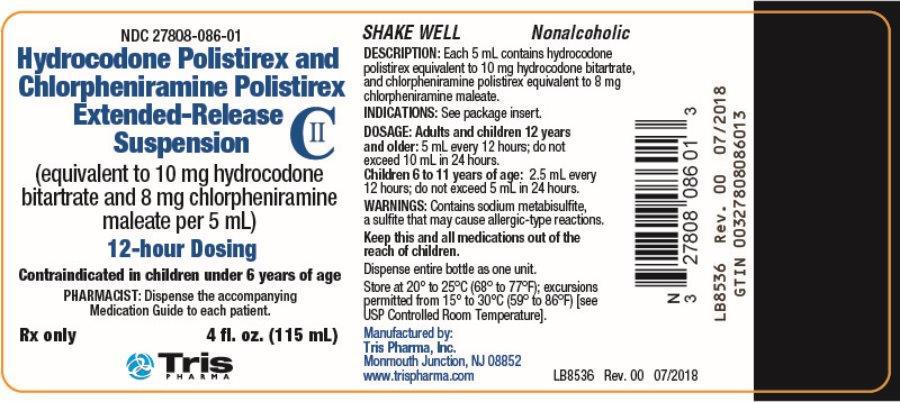 NDC 27808-086-01
Hydrocodone Polistirex and
Chlorpheniramine Polistirex
Extended-Release
Suspension
CII
(equivalent to 10 mg hydrocodone
bitartrate and 8 mg chlorpheniramine
maleate per 5 mL)
12-hour Dosing
Contraindicated in children under 6 years of age
PHARMACIST: Dispense the accompanying
Medication Guide to each patient.
Rx only 4 fl. oz. (115 mL)
Tris
PHARMA
SHAKE WELL Nonalcoholic
DESCRIPTION: Each 5 mL contains hydrocodone
polistirex equivalent to 10 mg hydrocodone bitartrate,
and chlorpheniramine polistirex equivalent to 8 mg
chlorpheniramine maleate.
INDICATIONS: See package insert.
DOSAGE: Adults and children 12 years
and older: 5 mL every 12 hours; do not
exceed 10 mL in 24 hours.
Children 6 to 11 years of age: 2.5 mL every
12 hours; do not exceed 5 mL in 24 hours.
WARNINGS: Contains sodium metabisulfite,
a sulfite that may cause allergic-type reactions.
Keep this and all medications out of the
reach of children.
Dispense entire bottle as one unit.
Store at 20° to 25°C (68° to 77°F); excursions
permitted from 15° to 30°C (59° to 86°F) [see
USP Controlled Room Temperature].
Manufactured by:
Tris Pharma, Inc.
Monmouth Junction, NJ 08852
www.trispharma.com
LB8536 Rev. 00 07/2018
N
3 27808 086 01 3
LB8536 Rev. 00 07/2018
GTIN 00327808086013